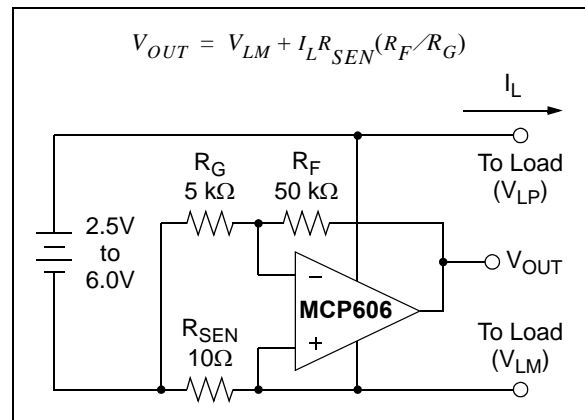 V_OUT = V_LM + I_L R_SEN (R_F/R_G)
I_L
To Load
(V_LP)
R_G
5 kΩ
R_F
50 kΩ
2.5V
to
6.0V
V_OUT
−
MCP606
+
R_SEN
10Ω
To Load
(V_LM)